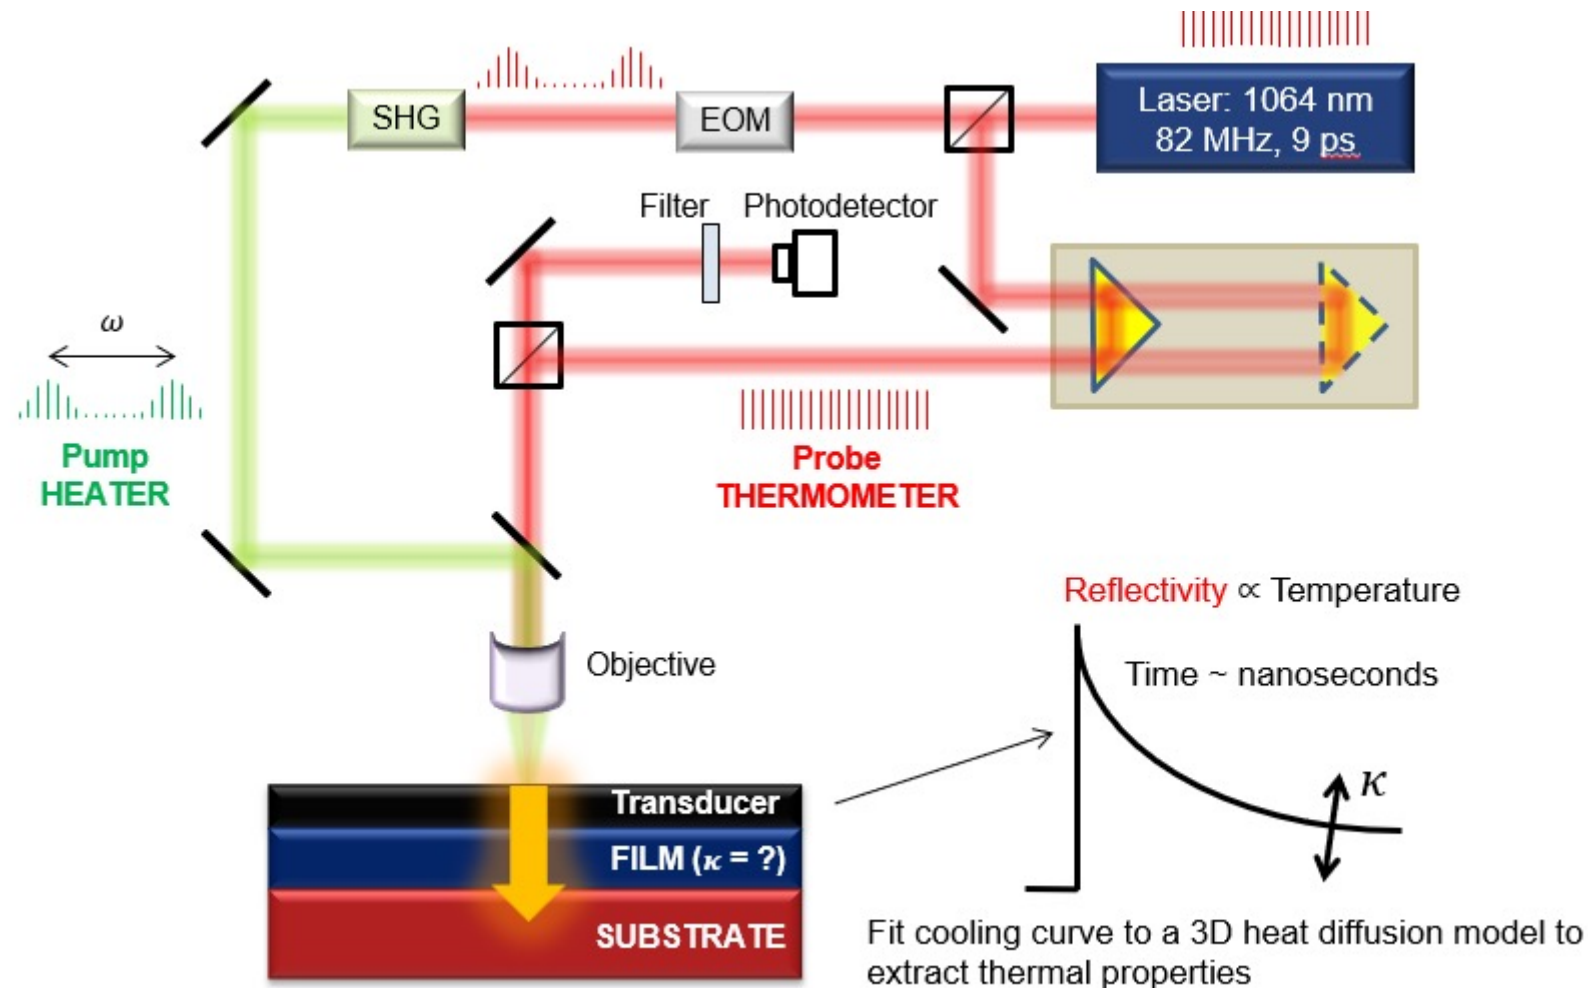 SHG
EOM
Laser: 1064 nm
82 MHz, 9 ps
Filter
Photodetector
ω
Pump
HEATER
Probe
THERMOMETER
Objective
Reflectivity ∝ Temperature
Time ~ nanoseconds
κ
Transducer
FILM (κ = ?)
SUBSTRATE
Fit cooling curve to a 3D heat diffusion model to
extract thermal properties